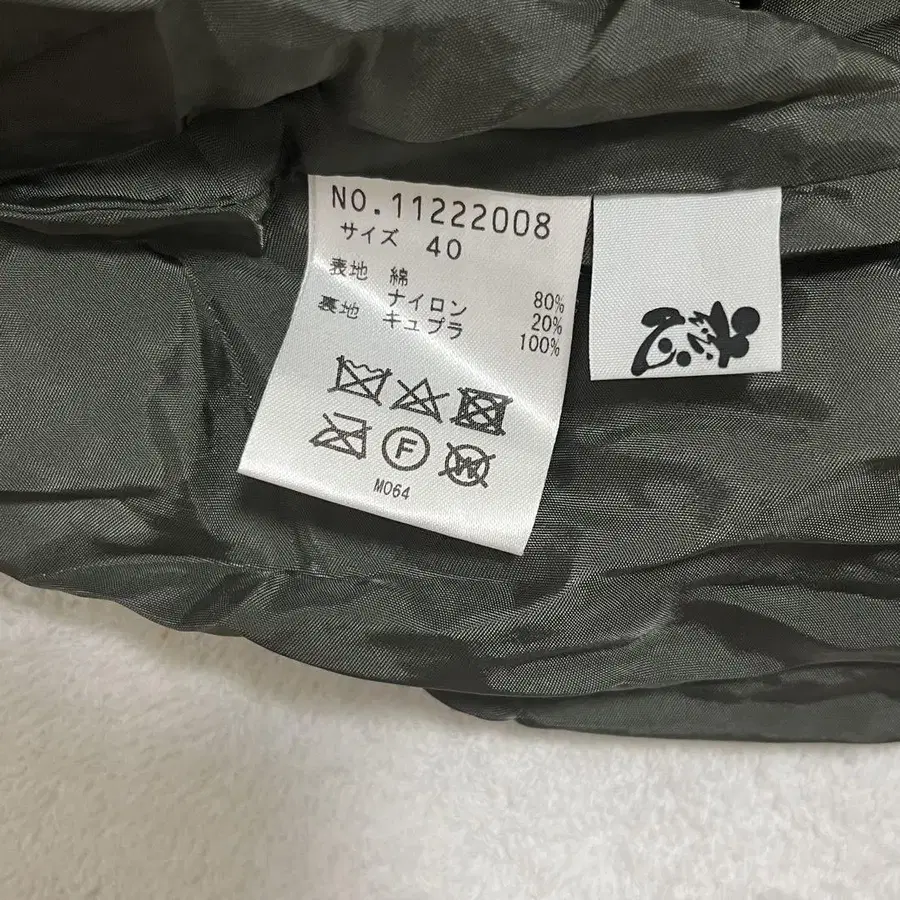 NO.11222008
サイズ 40
表地 綿 80%
ナイロン 20%
裏地 キュプラ 100%
F
W
M064